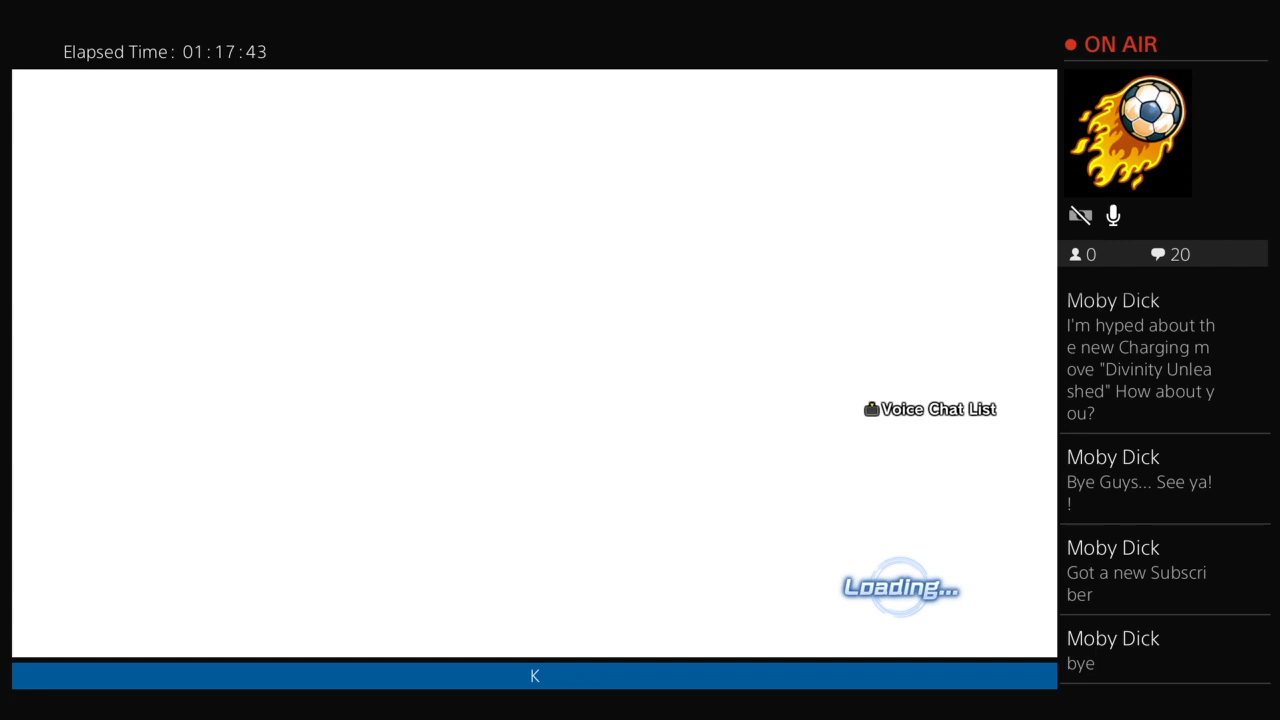 Elapsed Time: 01:17:43
ON AIR
0 20
Moby Dick
I'm hyped about th
e new Charging m
ove "Divinity Unlea
shed" How about y
ou?
Voice Chat List
Moby Dick
Bye Guys... See ya!
!
Moby Dick
Got a new Subscri
ber
Loading...
Moby Dick
bye
K